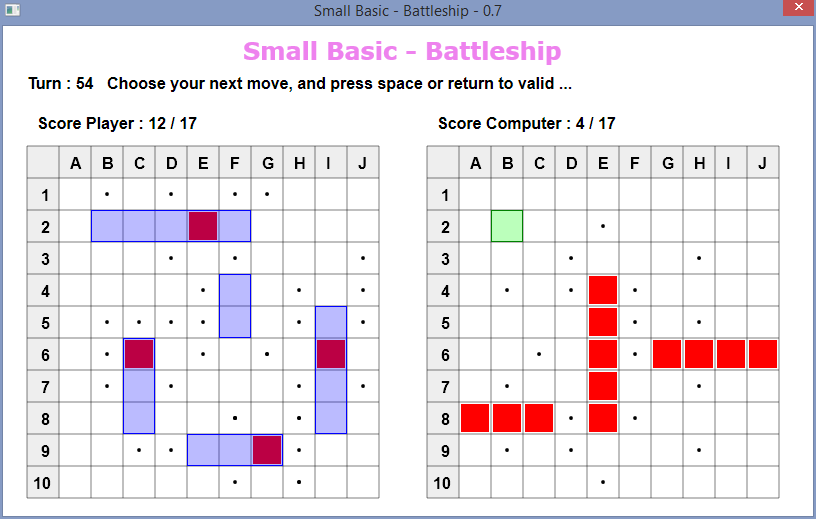 Small Basic - Battleship - 0.7
Small Basic - Battleship
Turn : 54 Choose your next move, and press space or return to valid ...
Score Player : 12 / 17 Score Computer : 4 / 17
A B C D E F G H I J A B C D E F G H I J
1 1
2 2
3 3
4 4
5 5
6 6
7 7
8 8
9 9
10 10